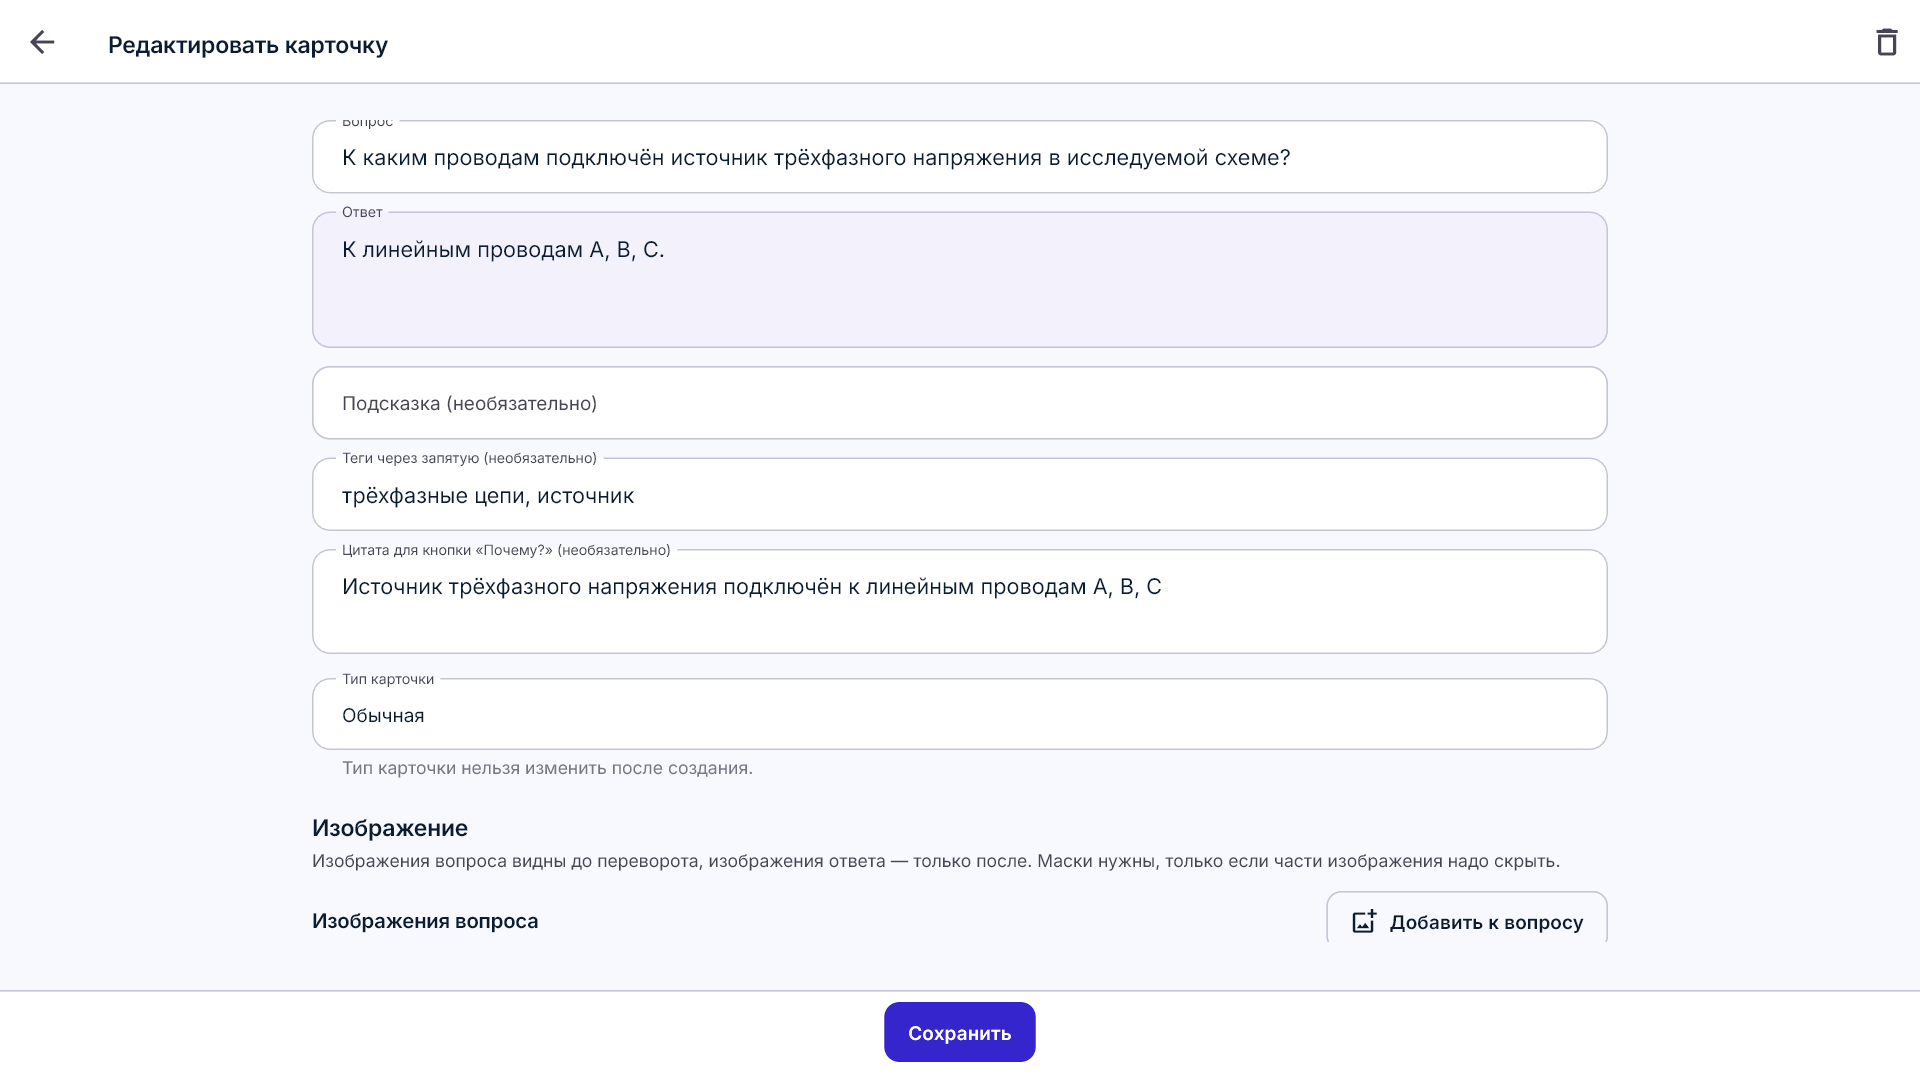 Редактировать карточку
Вопрос
К каким проводам подключён источник трёхфазного напряжения в исследуемой схеме?
Ответ
К линейным проводам A, B, C.
Подсказка (необязательно)
Теги через запятую (необязательно)
трёхфазные цепи, источник
Цитата для кнопки «Почему?» (необязательно)
Источник трёхфазного напряжения подключён к линейным проводам A, B, C
Тип карточки
Обычная
Тип карточки нельзя изменить после создания.
Изображение
Изображения вопроса видны до переворота, изображения ответа — только после. Маски нужны, только если части изображения надо скрыть.
Изображения вопроса
Добавить к вопросу
Сохранить